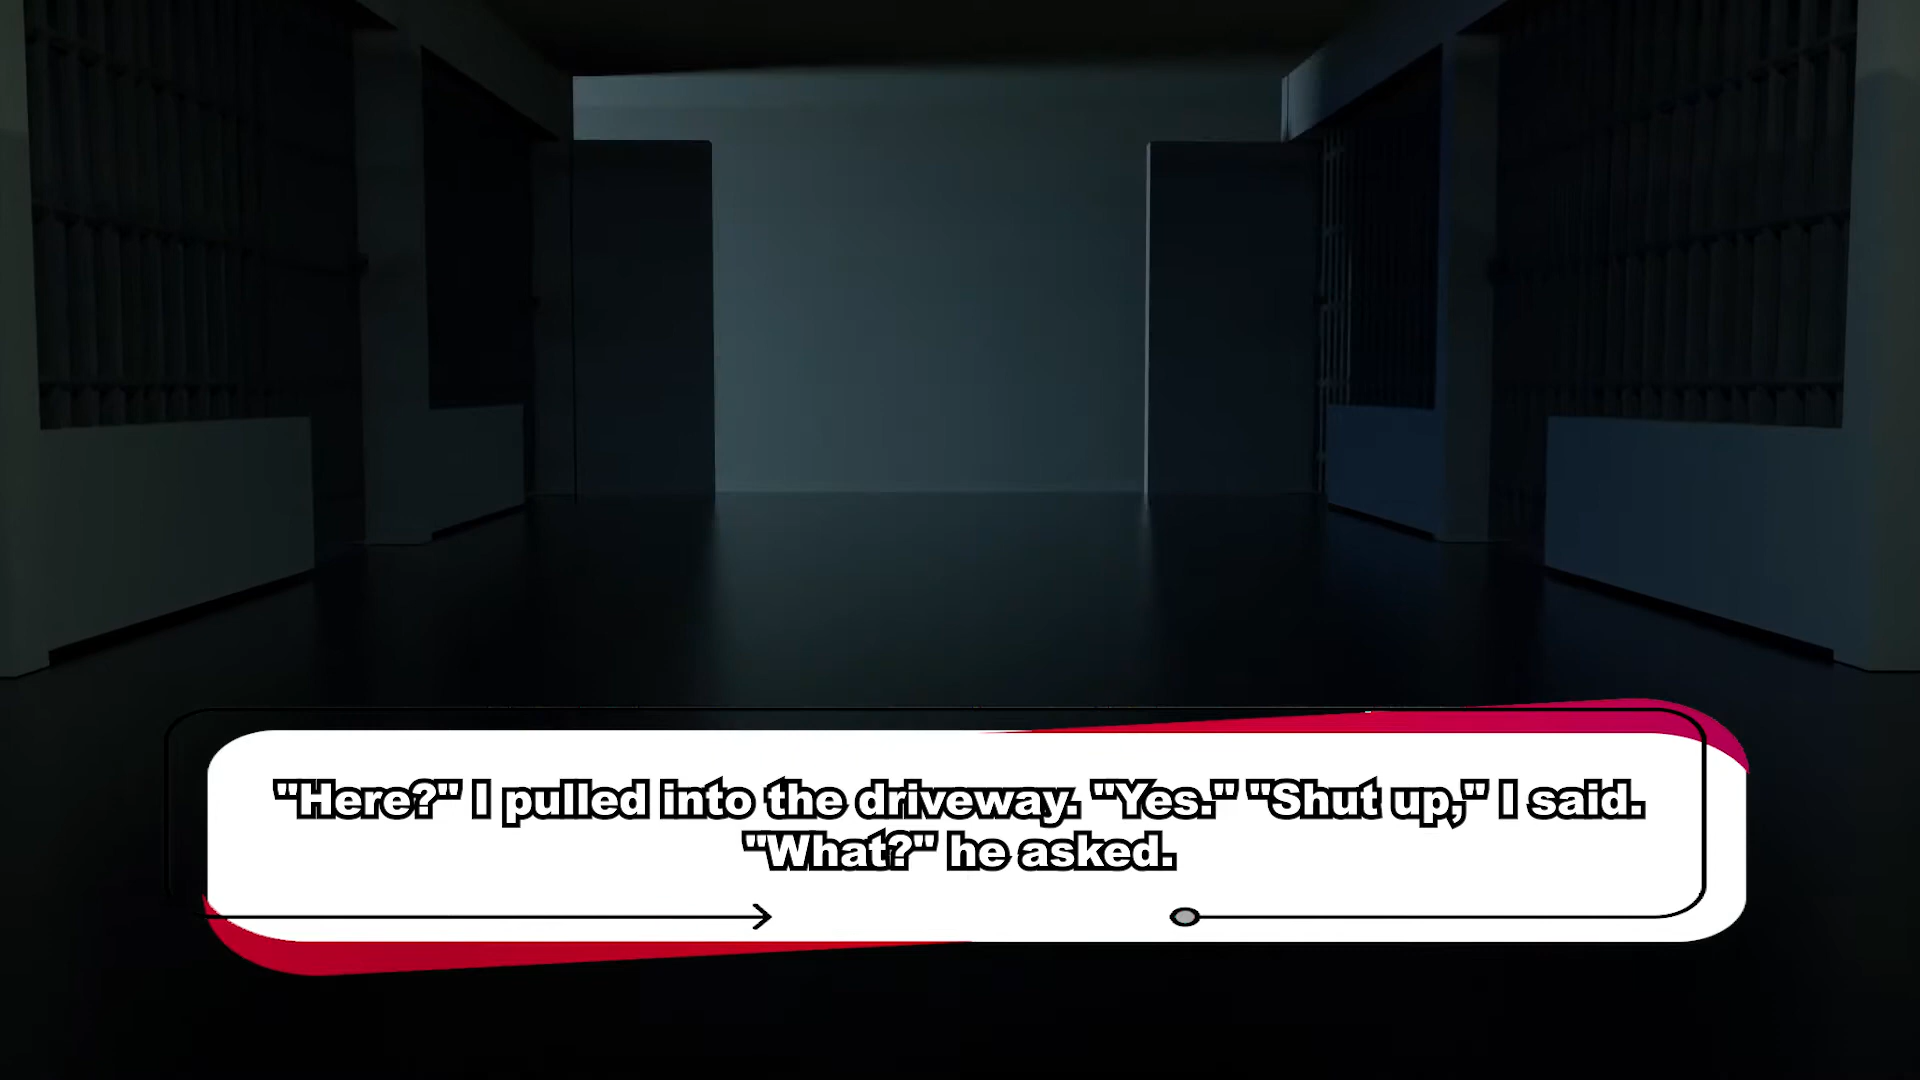 "Here?" I pulled into the driveway. "Yes." "Shut up," I said.
"What?" he asked.